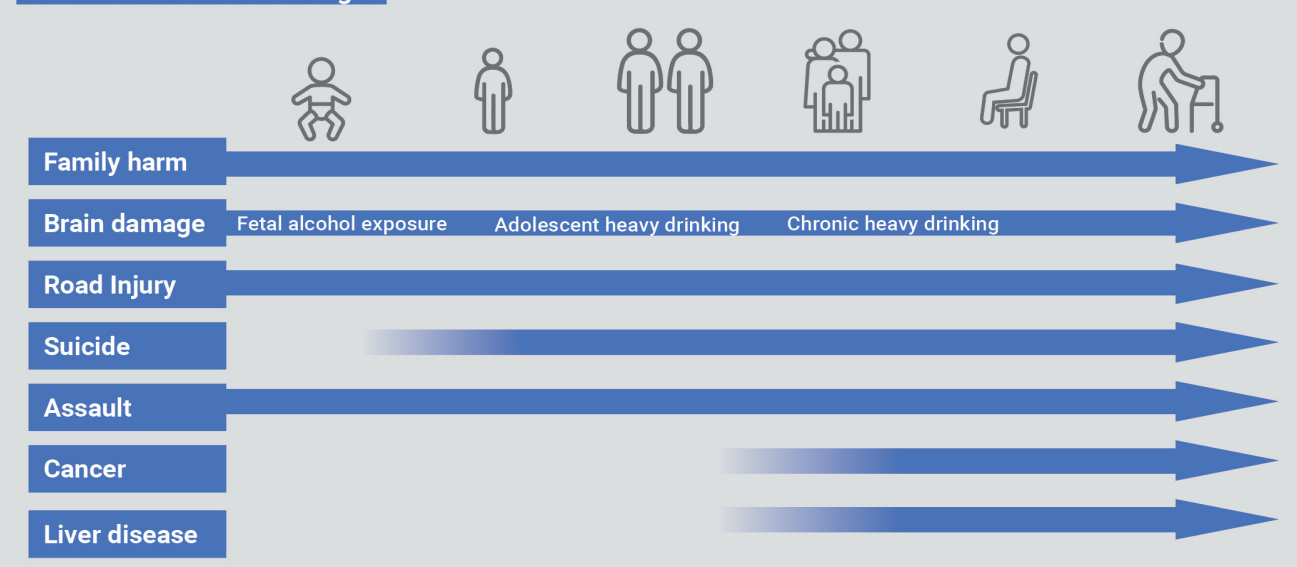 Family harm
Brain damage Fetal alcohol exposure Adolescent heavy drinking Chronic heavy drinking
Road Injury
Suicide
Assault
Cancer
Liver disease